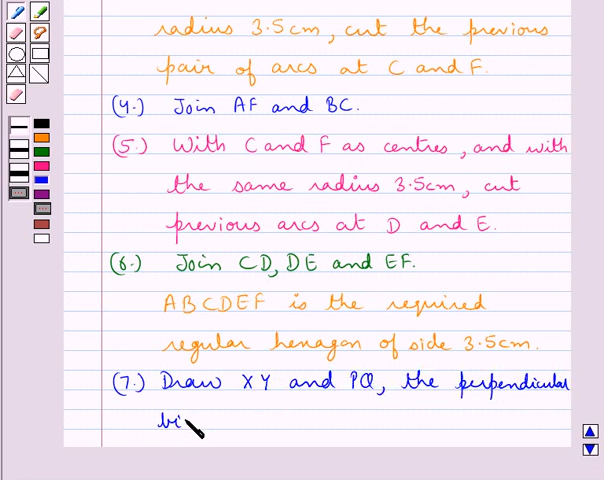 radius 3.5cm, cut the previous
pair of arcs at C and F.
(4.) Join AF and BC.
(5.) With C and F as centres, and with
the same radius 3.5cm, cut
previous arcs at D and E.
(6.) Join CD, DE and EF.
ABCDEF is the required
regular hexagon of side 3.5cm.
(7.) Draw XY and PQ, the perpendicular
bi